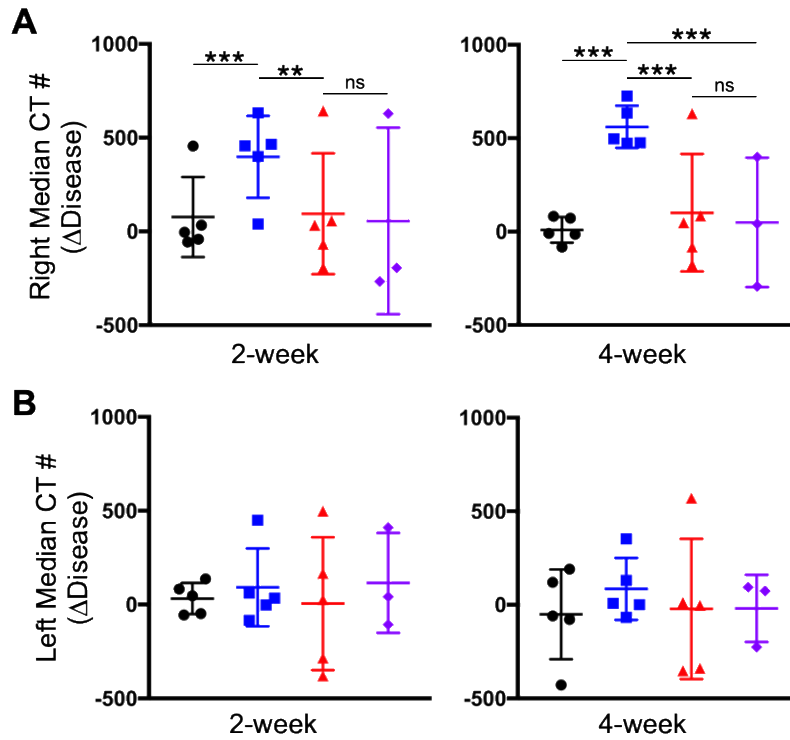 A
Right Median CT #
(ΔDisease)
1000
500
0
-500
***
**
ns
2-week
1000
500
0
-500
***
***
***
ns
4-week
B
Left Median CT #
(ΔDisease)
1000
500
0
-500
2-week
1000
500
0
-500
4-week